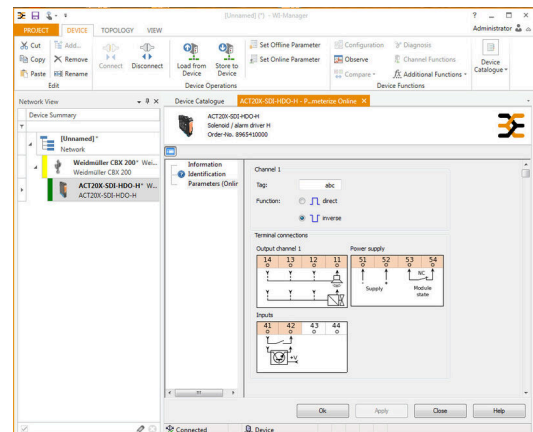 [Unnamed] (*) - WI-Manager
PROJECT DEVICE TOPOLOGY VIEW Administrator
Cut Add... Connect Disconnect Load from Device Store to Device Set Offline Parameter Configuration Diagnosis Device Catalogue
Copy Remove Set Online Parameter Observe Channel Functions
Paste Rename Compare Additional Functions
Edit Device Operations Device Functions
Network View
Device Catalogue ACT20X-SDI-HDO-H - P...meterize Online
Device Summary
ACT20X-SDI-HDO-H
Solenoid / alarm driver H
Order-No. 8965410000
[Unnamed]*
Network
Weidmüller CBX 200* Wei...
Weidmüller CBX 200
ACT20X-SDI-HDO-H* W...
ACT20X-SDI-HDO-H
Information
Identification
Parameters (Onlir
Channel 1
Tag: abc
Function: direct
inverse
Terminal connections
Output channel 1 Power supply
14 13 12 11 51 52 53 54
NC
- +
Supply Module state
Inputs
41 42 43 44
+V
Ok Apply Close Help
Connected Device